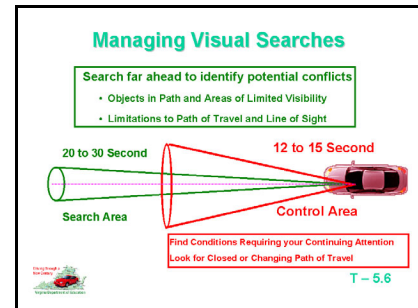 Managing Visual Searches
Search far ahead to identify potential conflicts
• Objects in Path and Areas of Limited Visibility
• Limitations to Path of Travel and Line of Sight
20 to 30 Second
12 to 15 Second
Search Area
Control Area
Find Conditions Requiring your Continuing Attention
Look for Closed or Changing Path of Travel
T – 5.6